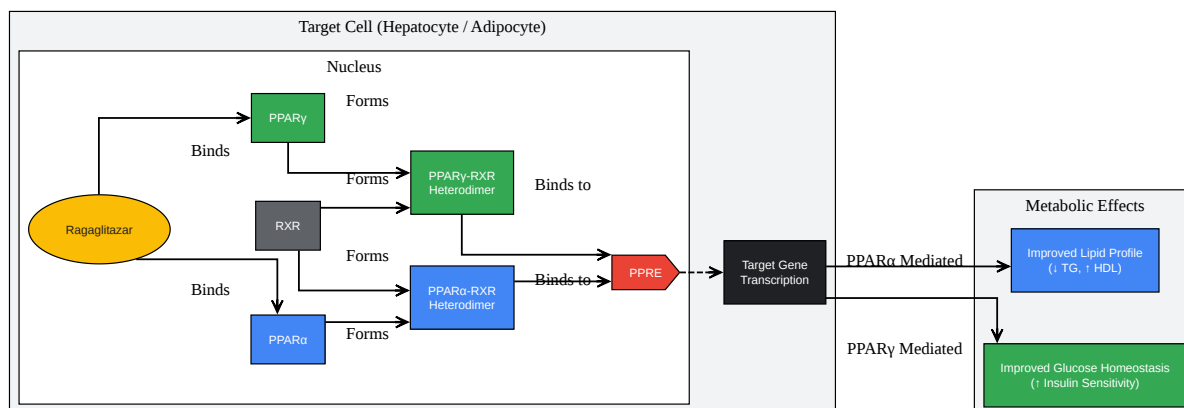 Target Cell (Hepatocyte / Adipocyte)
Nucleus
Forms
PPARγ
Binds
Forms
PPARγ-RXR
Heterodimer
Binds to
Ragaglitazar
RXR
Forms
PPARα-RXR
Heterodimer
Binds to
PPRE
Binds
PPARα
Forms
Target Gene
Transcription
PPARα Mediated
PPARγ Mediated
Metabolic Effects
Improved Lipid Profile
(↓ TG, ↑ HDL)
Improved Glucose Homeostasis
(↑ Insulin Sensitivity)